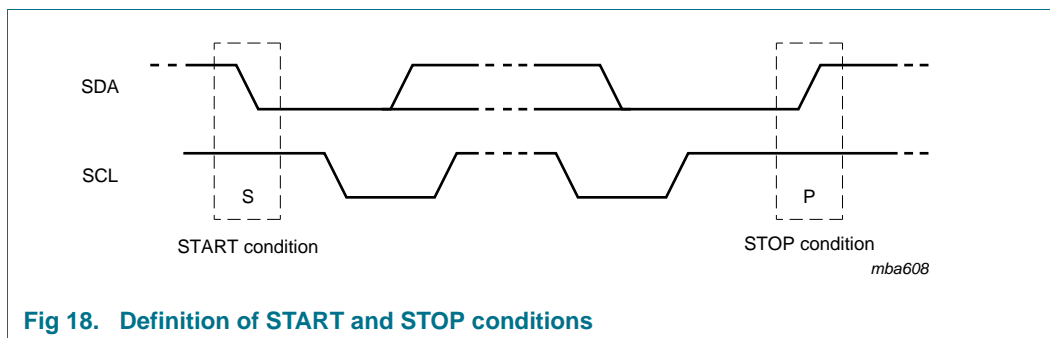 SDA
SCL
S
P
START condition
STOP condition
mba608
Fig 18. Definition of START and STOP conditions